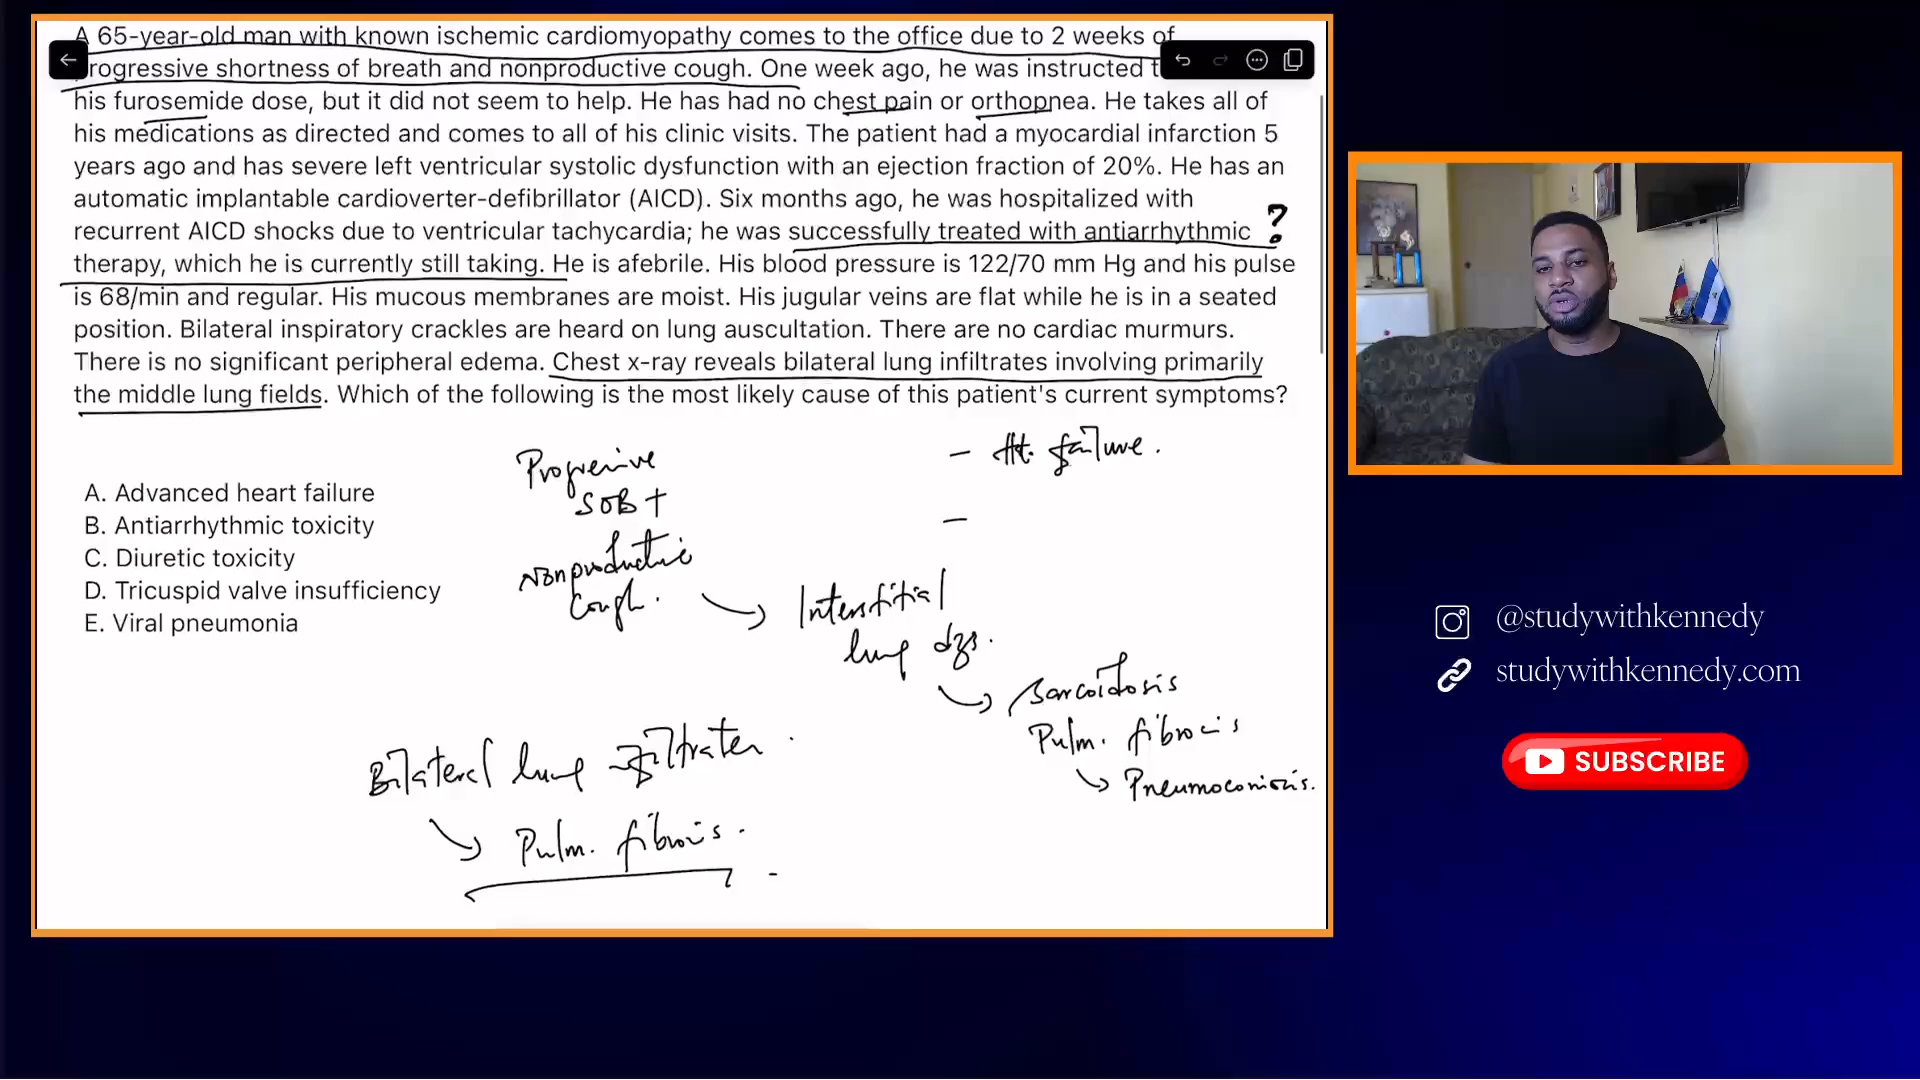 A 65-year-old man with known ischemic cardiomyopathy comes to the office due to 2 weeks of
rogressive shortness of breath and nonproductive cough. One week ago, he was instructed t
his furosemide dose, but it did not seem to help. He has had no chest pain or orthopnea. He takes all of
his medications as directed and comes to all of his clinic visits. The patient had a myocardial infarction 5
years ago and has severe left ventricular systolic dysfunction with an ejection fraction of 20%. He has an
automatic implantable cardioverter-defibrillator (AICD). Six months ago, he was hospitalized with
recurrent AICD shocks due to ventricular tachycardia; he was successfully treated with antiarrhythmic ?
therapy, which he is currently still taking. He is afebrile. His blood pressure is 122/70 mm Hg and his pulse
is 68/min and regular. His mucous membranes are moist. His jugular veins are flat while he is in a seated
position. Bilateral inspiratory crackles are heard on lung auscultation. There are no cardiac murmurs.
There is no significant peripheral edema. Chest x-ray reveals bilateral lung infiltrates involving primarily
the middle lung fields. Which of the following is the most likely cause of this patient's current symptoms?
A. Advanced heart failure
B. Antiarrhythmic toxicity
C. Diuretic toxicity
D. Tricuspid valve insufficiency
E. Viral pneumonia
Progressive
SOB +
Nonproductive
Cough.
- Ht. failure.
-
Interstitial
lung dzs.
Sarcoidosis
Pulm. fibrosis
Pneumoconiosis.
Bilateral lung infiltrates
Pulm. fibrosis.
-
@studywithkennedy
studywithkennedy.com
SUBSCRIBE